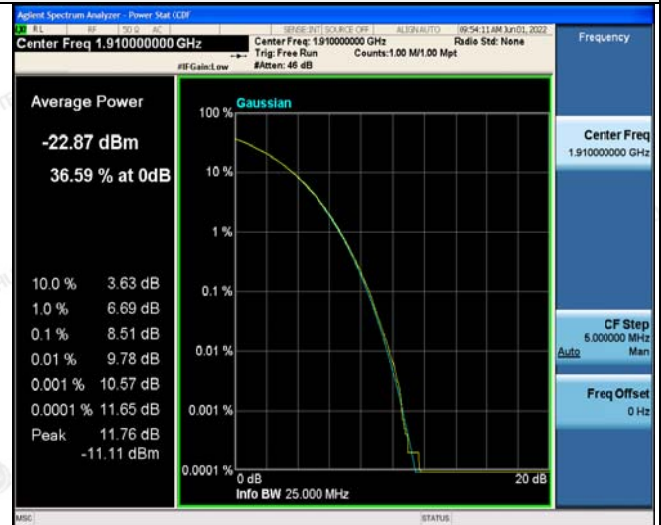 Agilent Spectrum Analyzer - Power Stat CCDF
RL RF 50 Ω AC SENSE:INT SOURCE OFF ALIGN AUTO 09:54:11 AM Jun 01, 2022
Center Freq 1.910000000 GHz
Center Freq: 1.910000000 GHz
Radio Std: None
Trig: Free Run
Counts:1.00 M/1.00 Mpt
#IFGain:Low
#Atten: 46 dB
Frequency
Average Power
-22.87 dBm
36.59 % at 0dB
10.0 % 3.63 dB
1.0 % 6.69 dB
0.1 % 8.51 dB
0.01 % 9.78 dB
0.001 % 10.57 dB
0.0001 % 11.65 dB
Peak 11.76 dB
-11.11 dBm
Gaussian
100 %
10 %
1 %
0.1 %
0.01 %
0.001 %
0.0001 %
0 dB
20 dB
Info BW 25.000 MHz
Center Freq
1.910000000 GHz
CF Step
5.000000 MHz
Auto Man
Freq Offset
0 Hz
MSG
STATUS